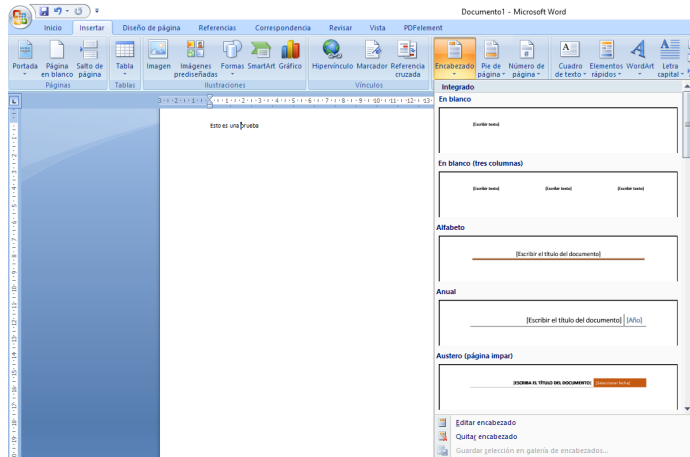 Documento1 - Microsoft Word
Inicio Insertar Diseño de página Referencias Correspondencia Revisar Vista PDFelement
Portada Página en blanco Salto de página Tabla Imagen Imágenes prediseñadas Formas SmartArt Gráfico Hipervínculo Marcador Referencia cruzada Encabezado Pie de página Número de página Cuadro de texto Elementos rápidos WordArt Letra capital
Páginas Tablas Ilustraciones Vínculos
Integrado
En blanco
[Escribir texto]
Esto es una prueba
En blanco (tres columnas)
[Escribir texto] [Escribir texto] [Escribir texto]
Alfabeto
[Escribir el título del documento]
Anual
[Escribir el título del documento] [Año]
Austero (página impar)
[ESCRIBA EL TÍTULO DEL DOCUMENTO] [Seleccionar fecha]
Editar encabezado
Quitar encabezado
Guardar selección en galería de encabezados...